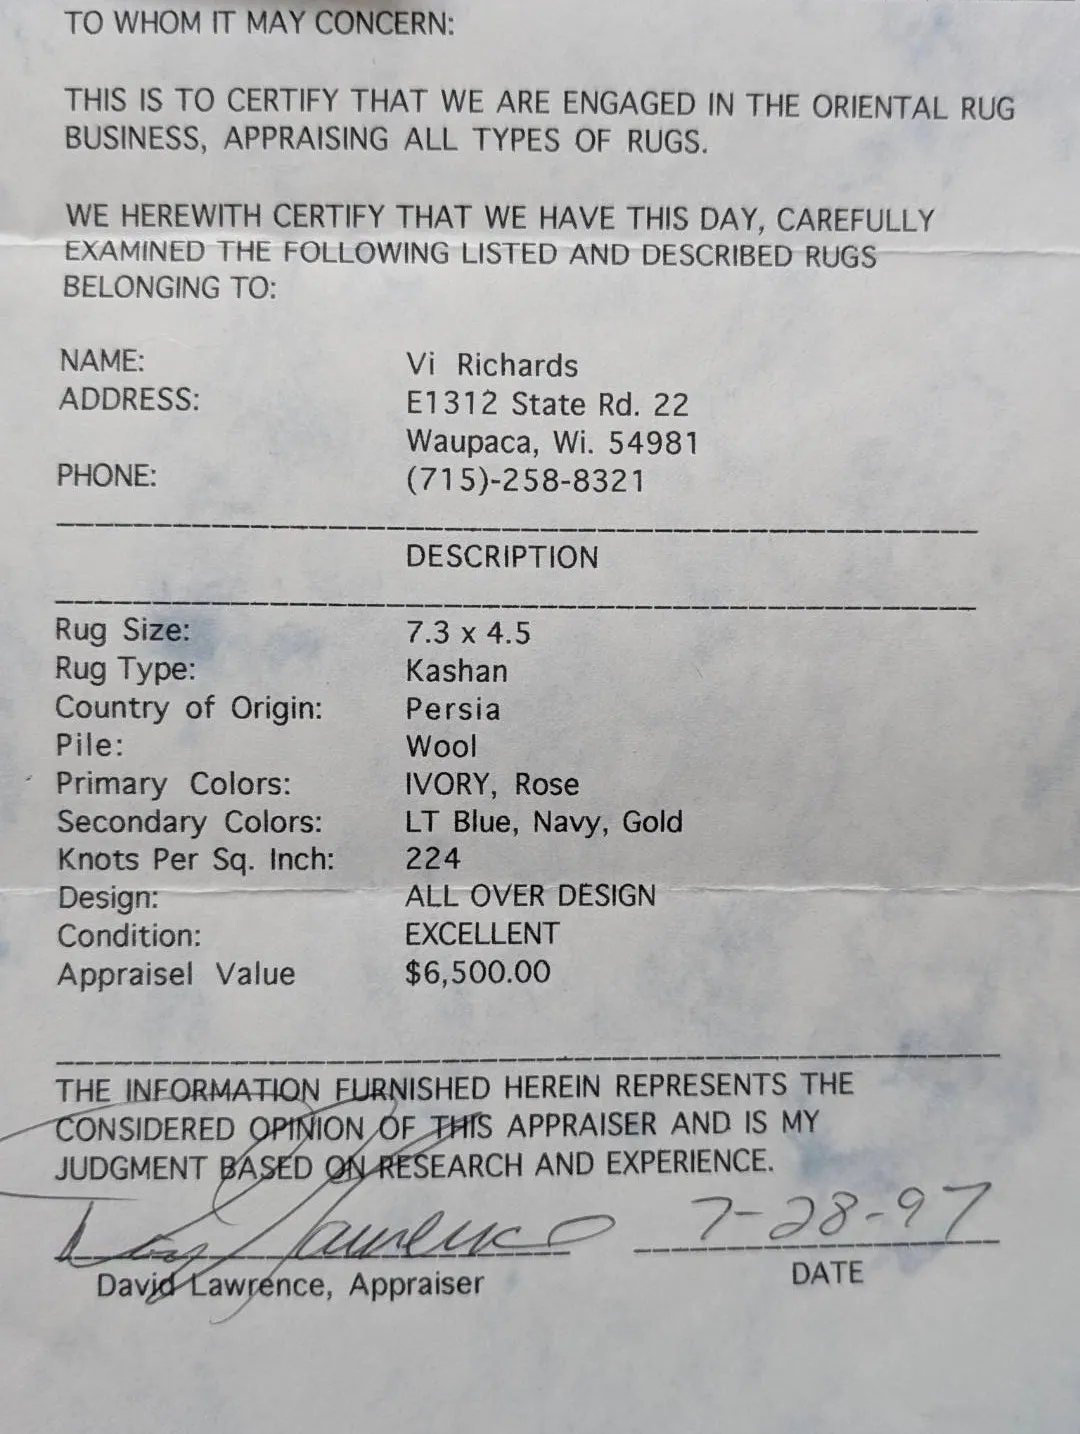 TO WHOM IT MAY CONCERN:
THIS IS TO CERTIFY THAT WE ARE ENGAGED IN THE ORIENTAL RUG
BUSINESS, APPRAISING ALL TYPES OF RUGS.
WE HEREWITH CERTIFY THAT WE HAVE THIS DAY, CAREFULLY
EXAMINED THE FOLLOWING LISTED AND DESCRIBED RUGS
BELONGING TO:
NAME: Vi Richards
ADDRESS: E1312 State Rd. 22
Waupaca, Wi. 54981
PHONE: (715)-258-8321
DESCRIPTION
Rug Size: 7.3 x 4.5
Rug Type: Kashan
Country of Origin: Persia
Pile: Wool
Primary Colors: IVORY, Rose
Secondary Colors: LT Blue, Navy, Gold
Knots Per Sq. Inch: 224
Design: ALL OVER DESIGN
Condition: EXCELLENT
Appraisel Value $6,500.00
THE INFORMATION FURNISHED HEREIN REPRESENTS THE
CONSIDERED OPINION OF THIS APPRAISER AND IS MY
JUDGMENT BASED ON RESEARCH AND EXPERIENCE.
Lawrence 7-28-97
David Lawrence, Appraiser DATE